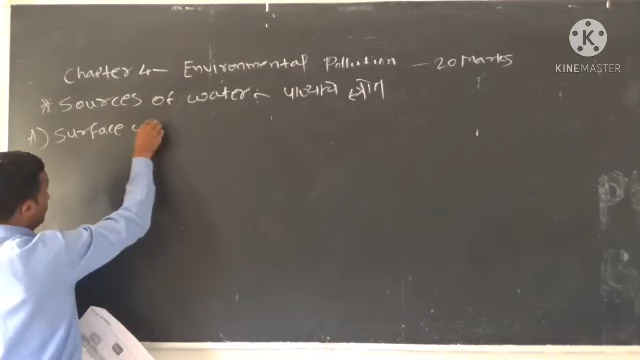 Chapter 4 - Environmental Pollution - 20 Marks
* Sources of water - पाण्याचे स्रोत
A) Surface w
KINEMASTER